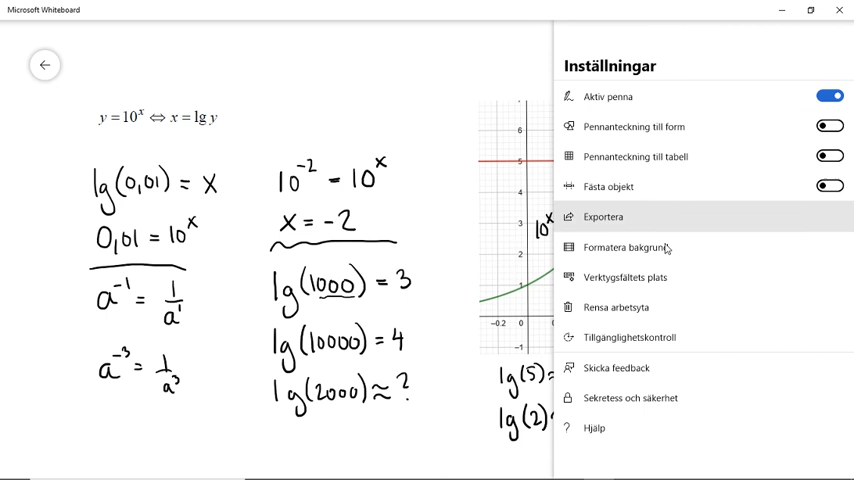 Microsoft Whiteboard
y = 10^x ⇔ x = lg y
lg(0,01) = x
0,01 = 10^x
a^-1 = 1/a^1
a^-3 = 1/a^3
10^-2 = 10^x
x = -2
lg(1000) = 3
lg(10000) = 4
lg(2000) ≈ ?
6
5
4
3
2
1
-0.2 0
-1
10^x
lg(5) ≈
lg(2)
Inställningar
Aktiv penna
Pennanteckning till form
Pennanteckning till tabell
Fästa objekt
Exportera
Formatera bakgrund
Verktygsfältets plats
Rensa arbetsyta
Tillgänglighetskontroll
Skicka feedback
Sekretess och säkerhet
Hjälp